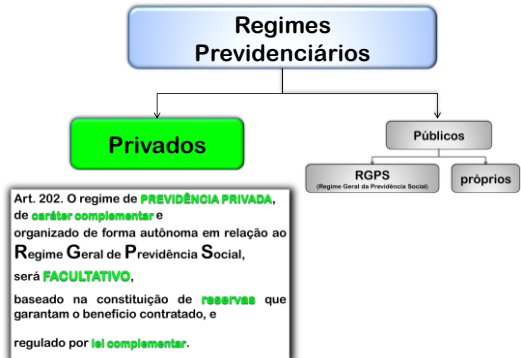 Regimes
Previdenciários
Privados
Públicos
RGPS
(Regime Geral da Previdência Social)
próprios
Art. 202. O regime de PREVIDÊNCIA PRIVADA,
de caráter complementar e
organizado de forma autônoma em relação ao
Regime Geral de Previdência Social,
será FACULTATIVO,
baseado na constituição de reservas que
garantam o benefício contratado, e
regulado por lei complementar.